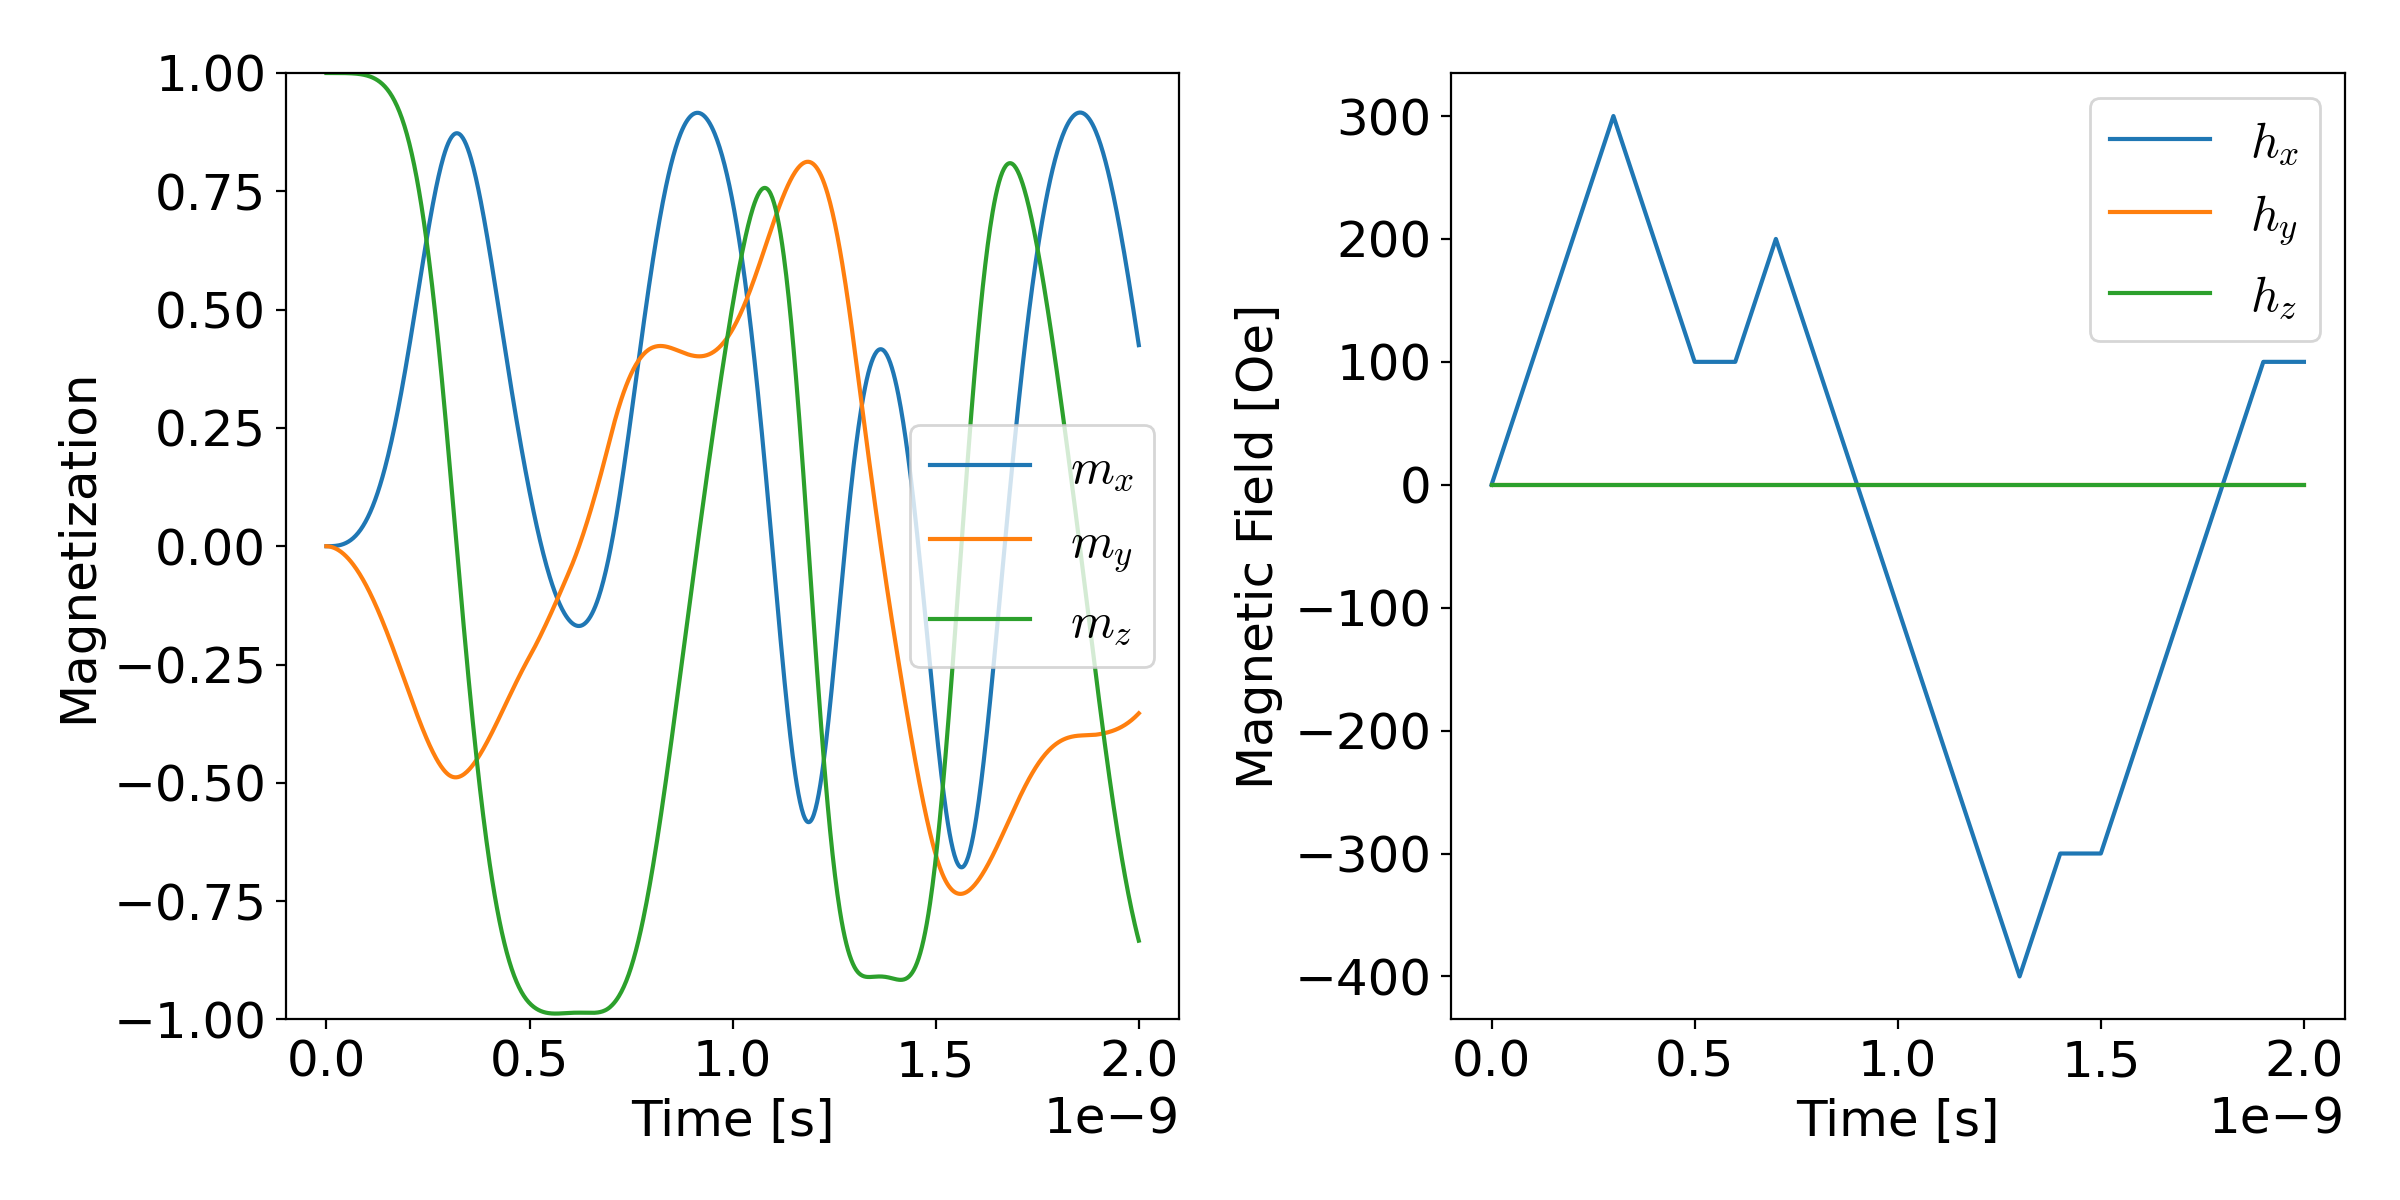 1.00
0.75
0.50
0.25
0.00
−0.25
−0.50
−0.75
−1.00
Magnetization
0.0 0.5 1.0 1.5 2.0
Time [s]
1e−9
m_x
m_y
m_z
300
200
100
0
−100
−200
−300
−400
Magnetic Field [Oe]
0.0 0.5 1.0 1.5 2.0
Time [s]
1e−9
h_x
h_y
h_z